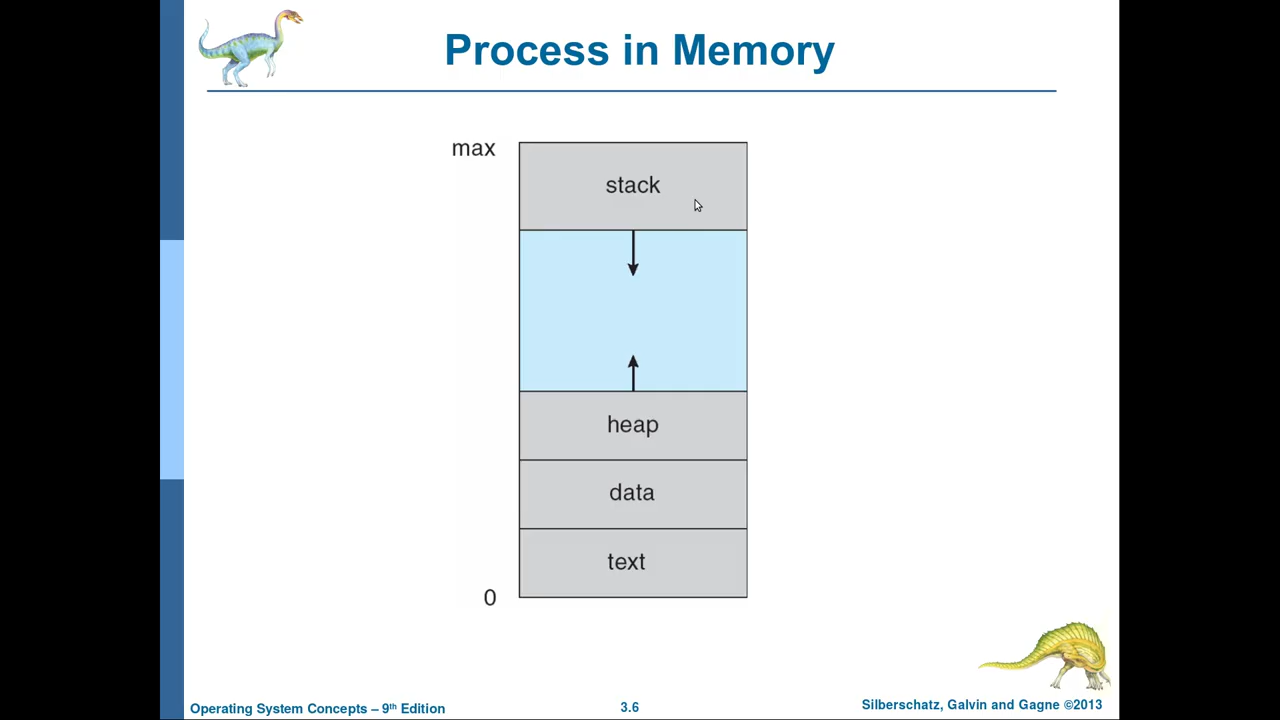 Process in Memory
max
stack
heap
data
text
0
Operating System Concepts – 9th Edition
3.6
Silberschatz, Galvin and Gagne ©2013